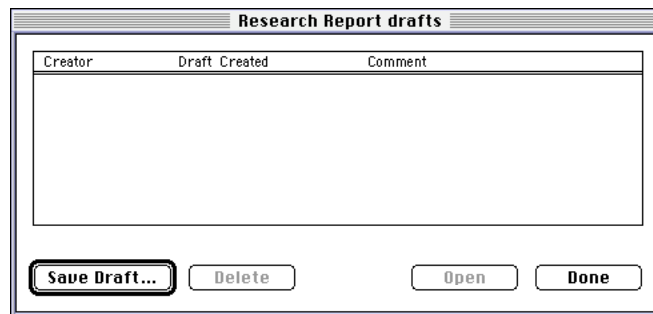 Research Report drafts
Creator Draft Created Comment
Save Draft... Delete Open Done